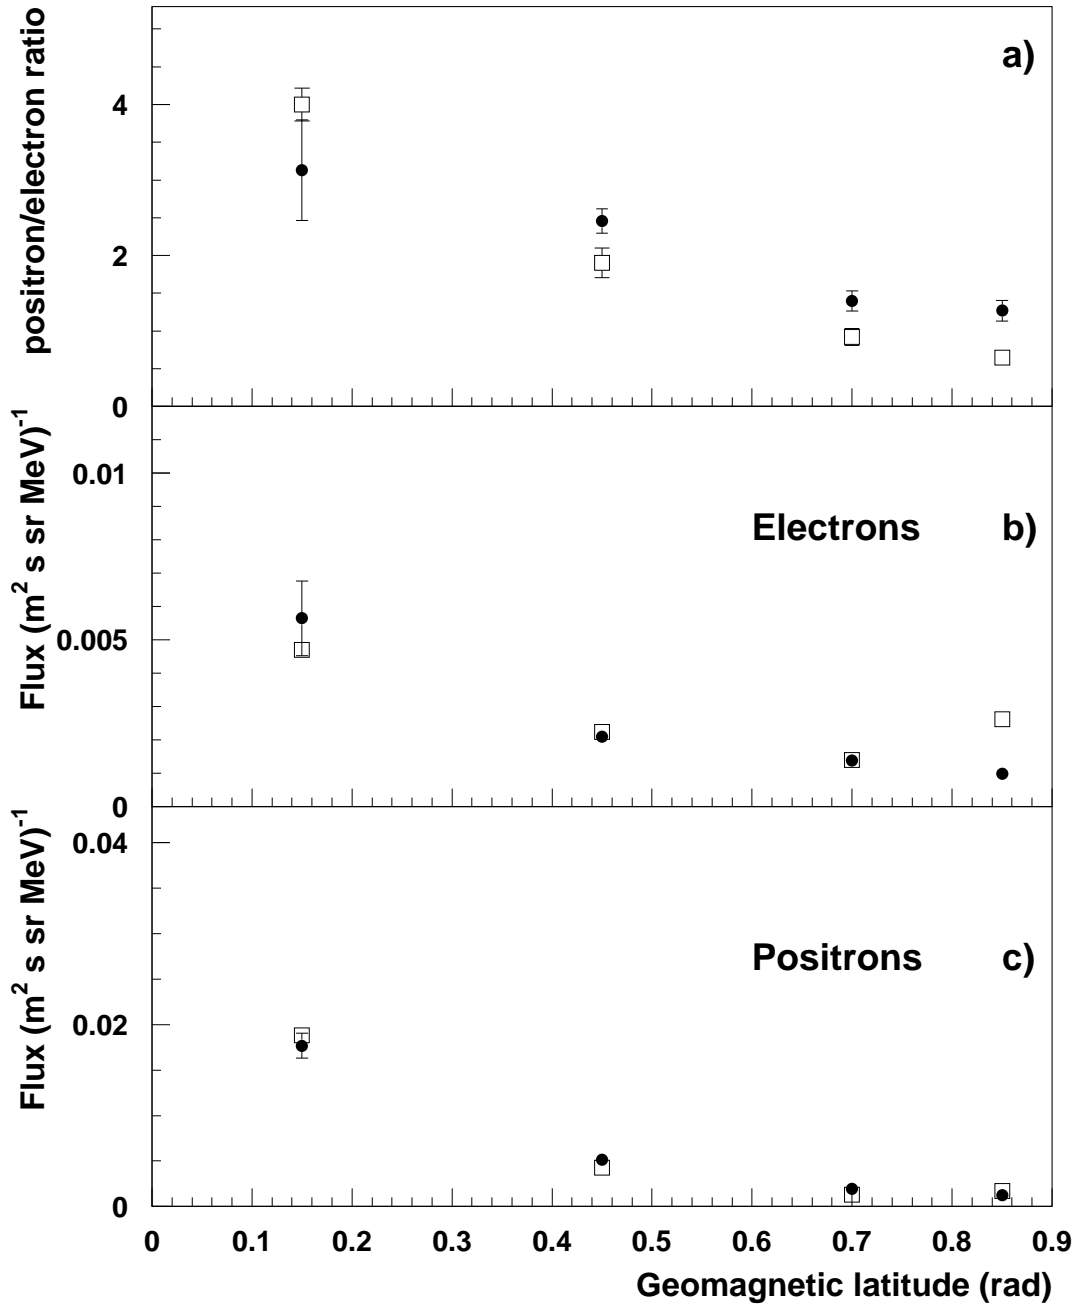 positron/electron ratio
a)
4
2
0
Flux (m² s sr MeV)⁻¹
0.01
Electrons b)
0.005
0
Flux (m² s sr MeV)⁻¹
0.04
Positrons c)
0.02
0
0 0.1 0.2 0.3 0.4 0.5 0.6 0.7 0.8 0.9
Geomagnetic latitude (rad)